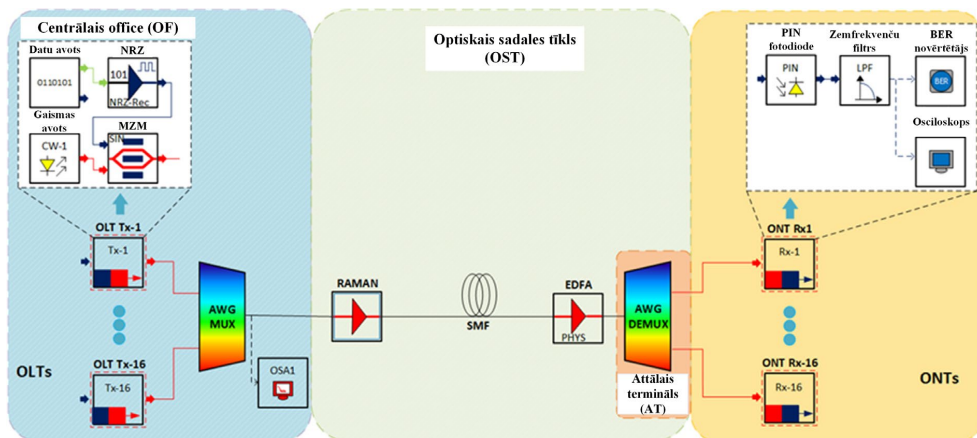 Centrālais office (OF)
Datu avots
NRZ
0110101
101
NRZ-Rec
Gaismas
avots
MZM
CW-1
SIN
OLT Tx-1
Tx-1
OLT Tx-16
Tx-16
OLTs
AWG
MUX
OSA1
Optiskais sadales tīkls
(OST)
RAMAN
SMF
EDFA
PHYS
AWG
DEMUX
Attālais
termināls
(AT)
PIN
fotodiode
Zemfrekvenču
filtrs
BER
novērtētājs
PIN
LPF
BER
Osciloskops
ONT Rx1
Rx-1
ONT Rx-16
Rx-16
ONTs